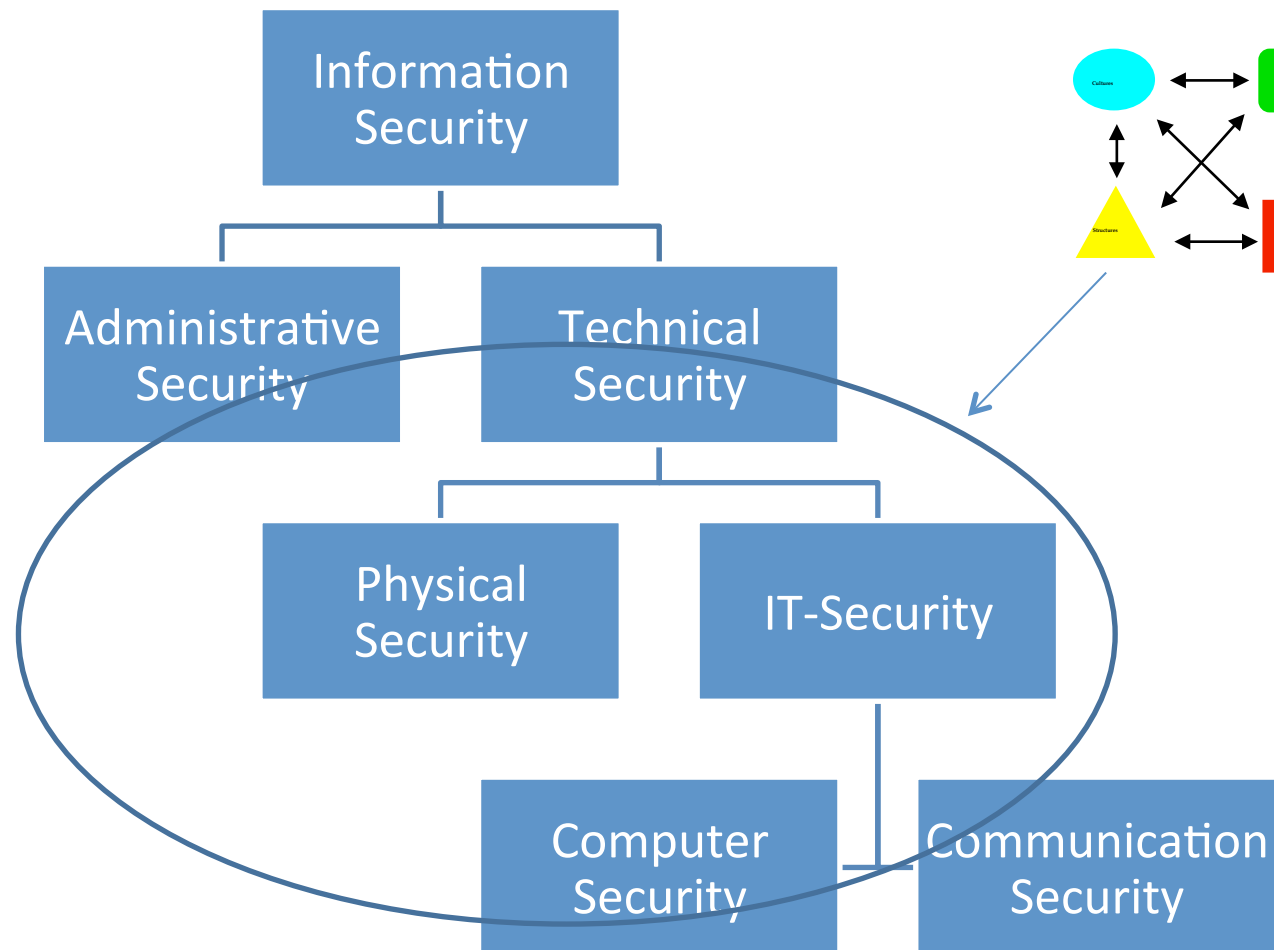 Information
Security
Cultures
Structures
Administrative
Security
Technical
Security
Physical
Security
IT-Security
Computer
Security
Communication
Security